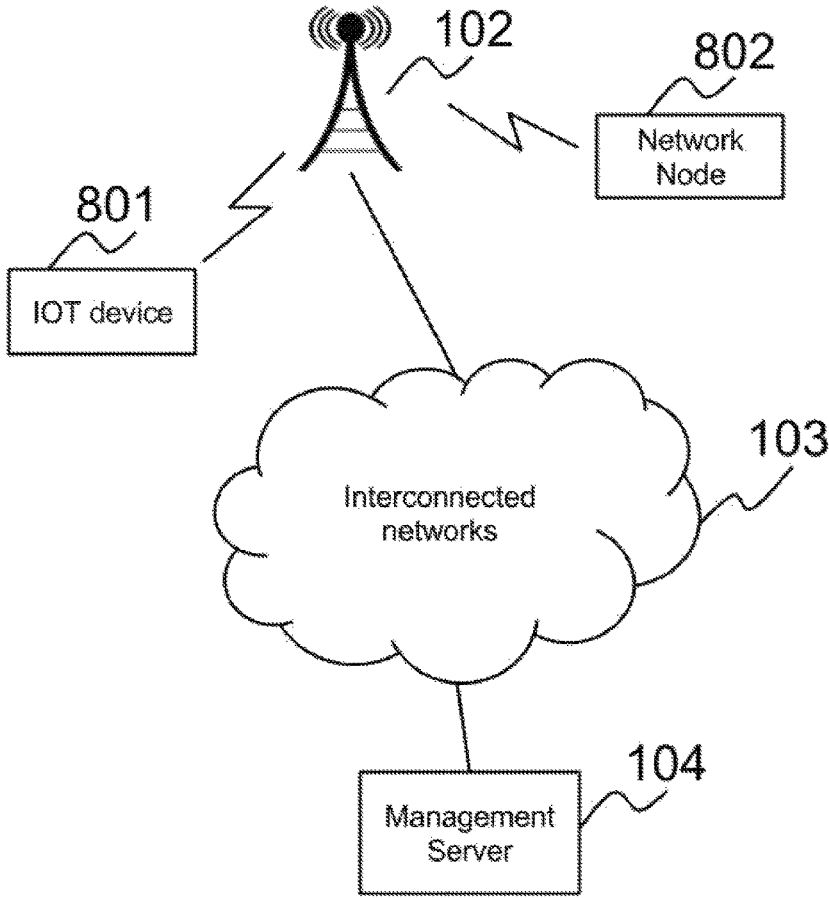 102
802
Network
Node
801
IOT device
103
Interconnected
networks
104
Management
Server